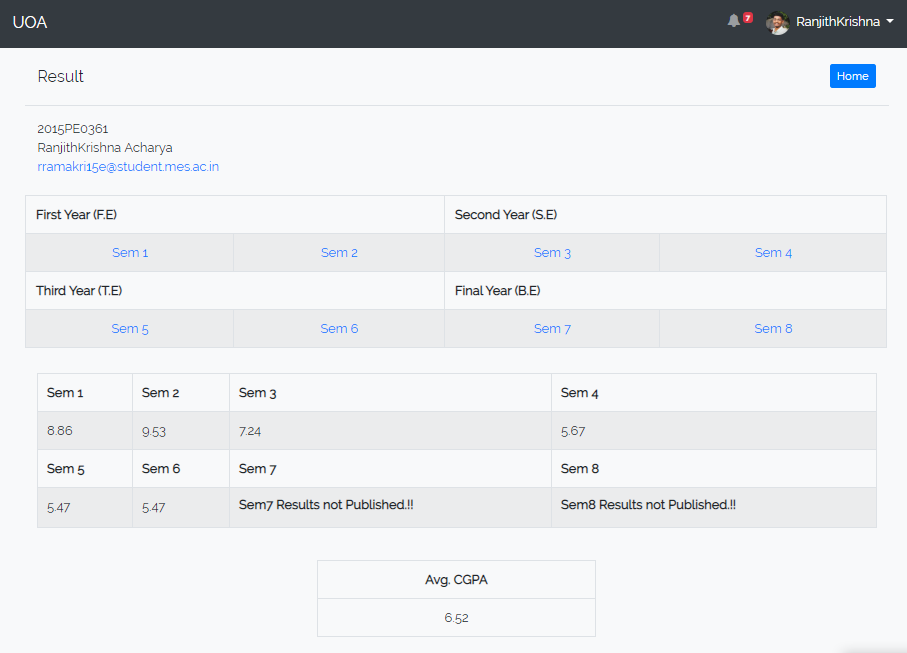 UOA
7
RanjithKrishna
Result
Home
2015PE0361
RanjithKrishna Acharya
rramakri15e@student.mes.ac.in
First Year (F.E) Second Year (S.E)
Sem 1 Sem 2 Sem 3 Sem 4
Third Year (T.E) Final Year (B.E)
Sem 5 Sem 6 Sem 7 Sem 8
Sem 1 Sem 2 Sem 3 Sem 4
8.86 9.53 7.24 5.67
Sem 5 Sem 6 Sem 7 Sem 8
5.47 5.47 Sem7 Results not Published.!! Sem8 Results not Published.!!
Avg. CGPA
6.52